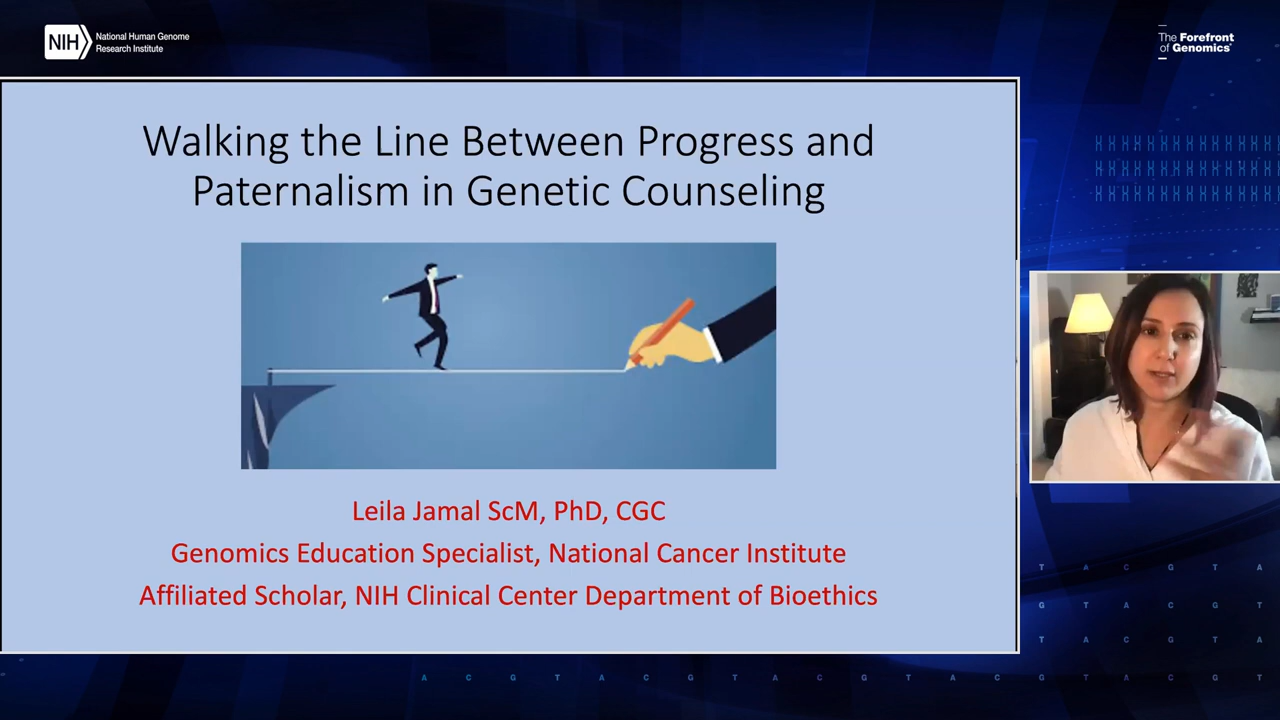 NIH
National Human Genome
Research Institute
The Forefront
of Genomics®
Walking the Line Between Progress and
Paternalism in Genetic Counseling
Leila Jamal ScM, PhD, CGC
Genomics Education Specialist, National Cancer Institute
Affiliated Scholar, NIH Clinical Center Department of Bioethics
T A C G T A
G T A C G T
T A C G T A
A C G T A C G T A C G T A C G T A C G T